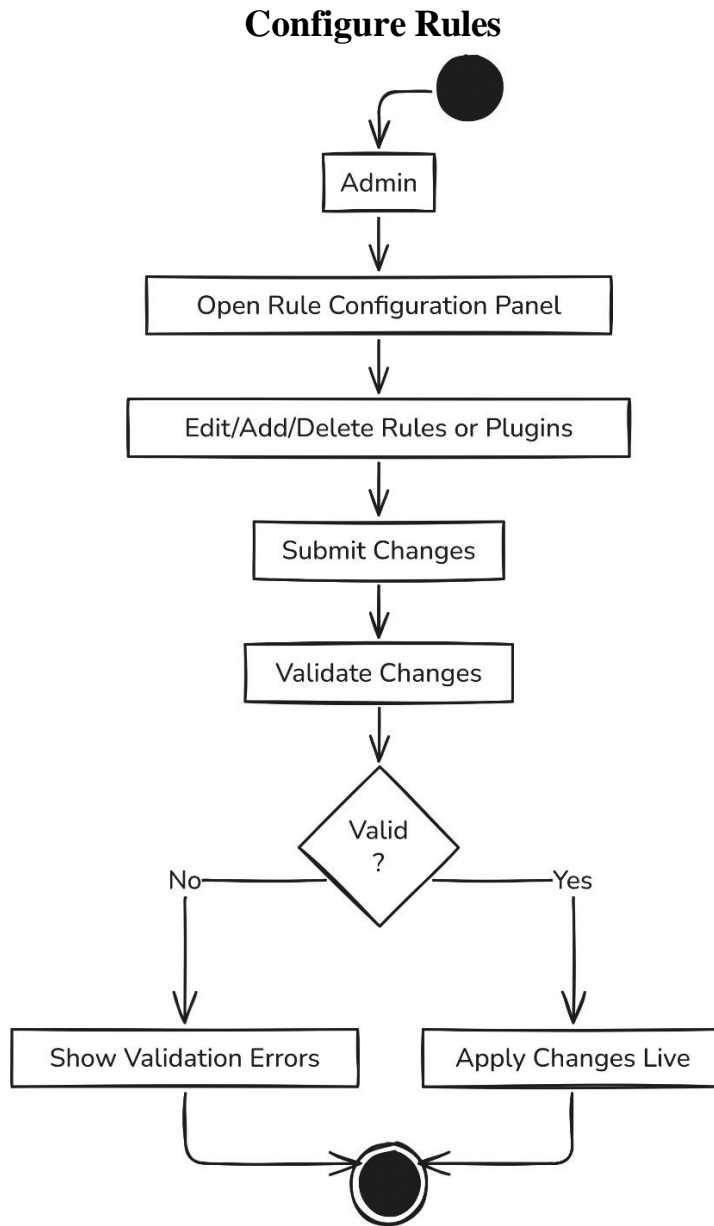 Configure Rules
Admin
Open Rule Configuration Panel
Edit/Add/Delete Rules or Plugins
Submit Changes
Validate Changes
Valid
?
No
Yes
Show Validation Errors
Apply Changes Live